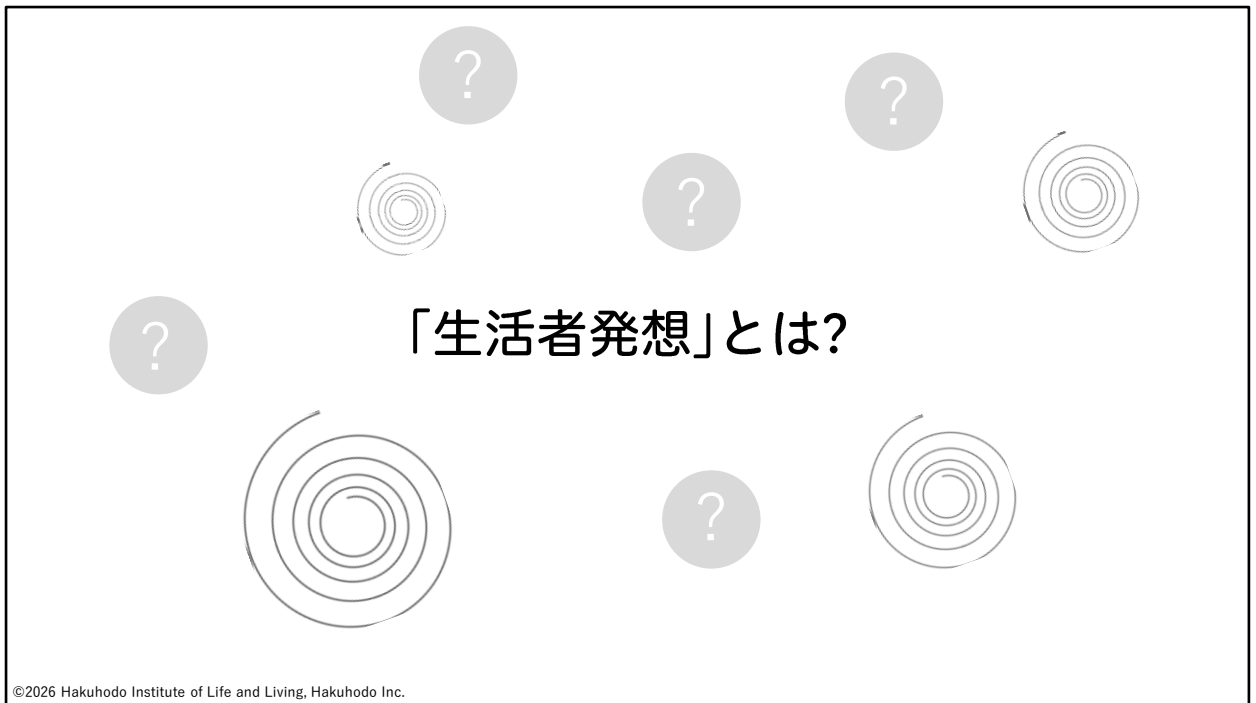 ?
?
?
?
「生活者発想」とは?
?
©2026 Hakuhodo Institute of Life and Living, Hakuhodo Inc.